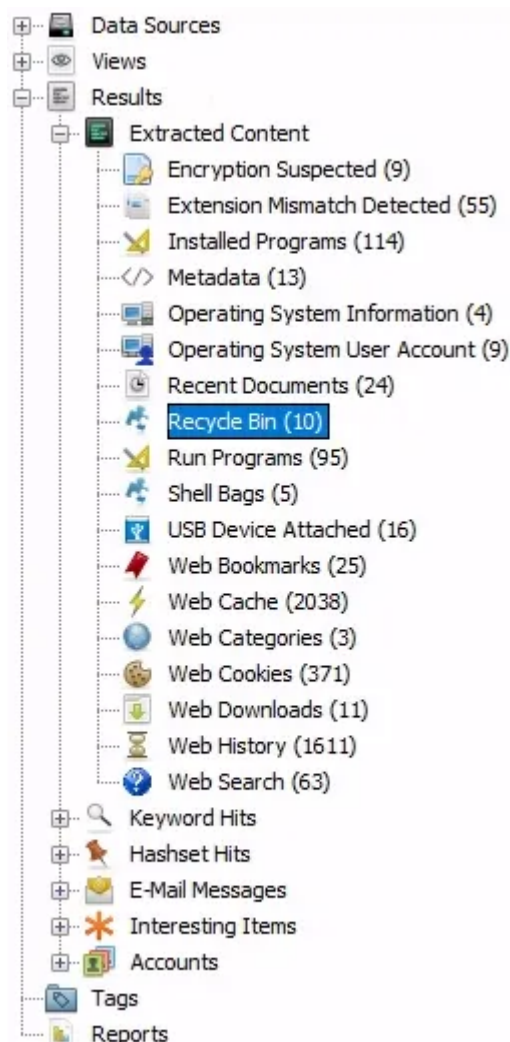 Data Sources
Views
Results
Extracted Content
Encryption Suspected (9)
Extension Mismatch Detected (55)
Installed Programs (114)
Metadata (13)
Operating System Information (4)
Operating System User Account (9)
Recent Documents (24)
Recycle Bin (10)
Run Programs (95)
Shell Bags (5)
USB Device Attached (16)
Web Bookmarks (25)
Web Cache (2038)
Web Categories (3)
Web Cookies (371)
Web Downloads (11)
Web History (1611)
Web Search (63)
Keyword Hits
Hashset Hits
E-Mail Messages
Interesting Items
Accounts
Tags
Reports